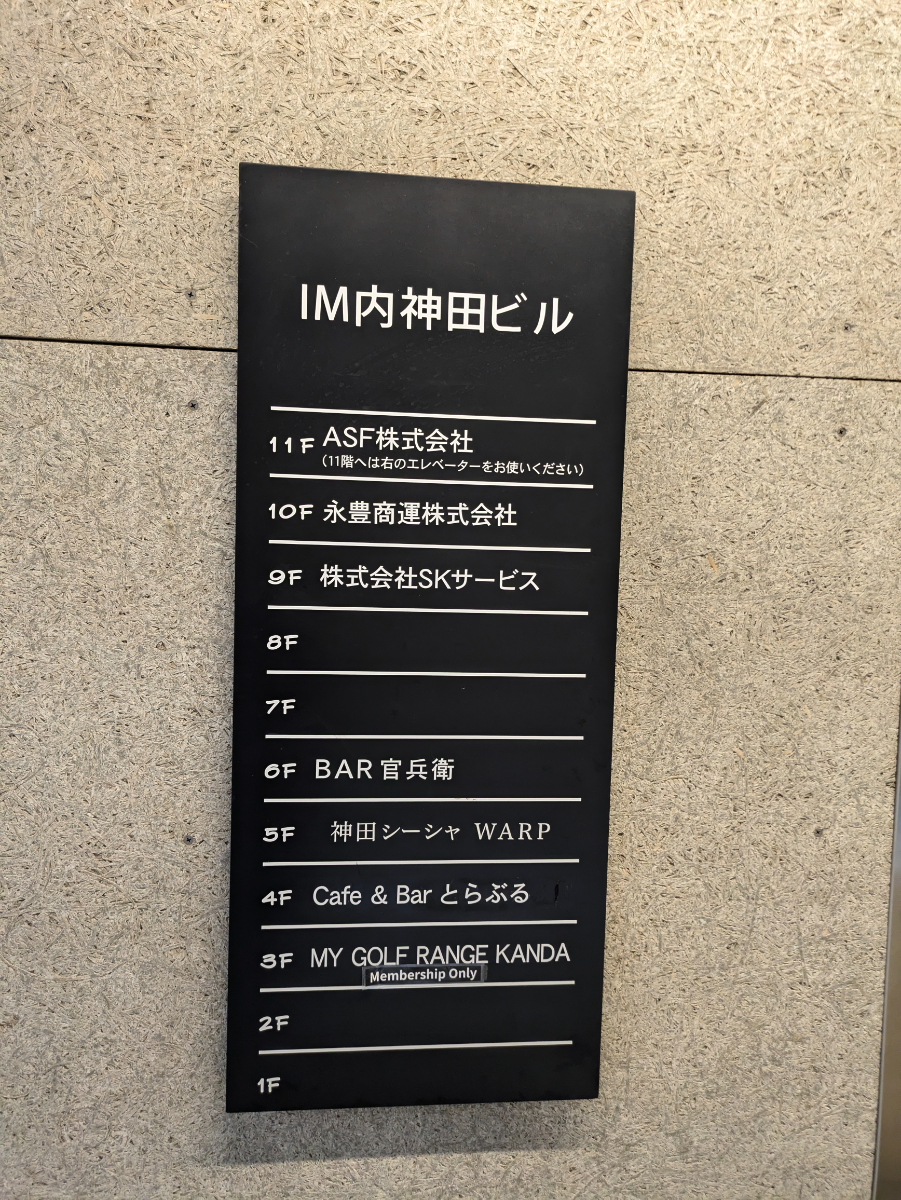 IM内神田ビル
11F ASF株式会社
（11階へは右のエレベーターをお使いください）
10F 永豊商運株式会社
9F 株式会社SKサービス
8F
7F
6F BAR 官兵衛
5F 神田シーシャ WARP
4F Cafe & Bar とらぶる
3F MY GOLF RANGE KANDA
Membership Only
2F
1F